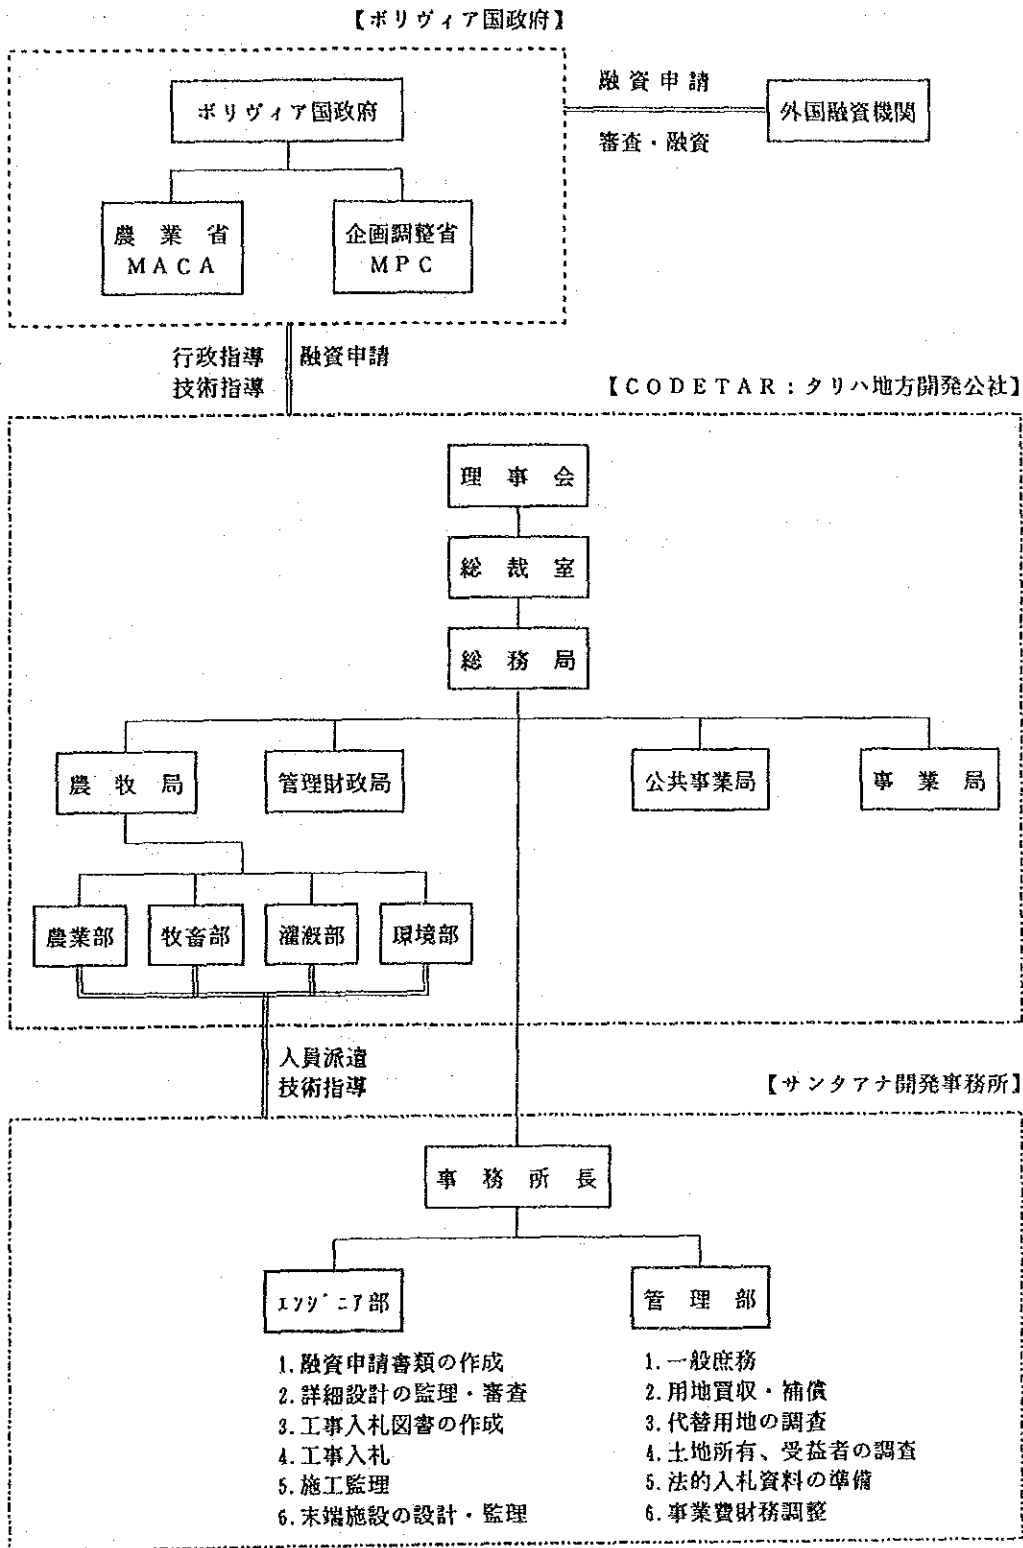 【ボリヴィア国政府】
ボリヴィア国政府
融資申請
審査・融資
外国融資機関
農業省
MACA
企画調整省
MPC
行政指導
技術指導
融資申請
【CODETAR:タリハ地方開発公社】
理事会
総裁室
総務局
農牧局
管理財政局
公共事業局
事業局
農業部
牧畜部
灌漑部
環境部
人員派遣
技術指導
【サンタアナ開発事務所】
事務所長
エンジニア部
管理部
1.融資申請書類の作成
2.詳細設計の監理・審査
3.工事入札図書の作成
4.工事入札
5.施工監理
6.末端施設の設計・監理
1.一般庶務
2.用地買収・補償
3.代替用地の調査
4.土地所有、受益者の調査
5.法的入札資料の準備
6.事業費財務調整